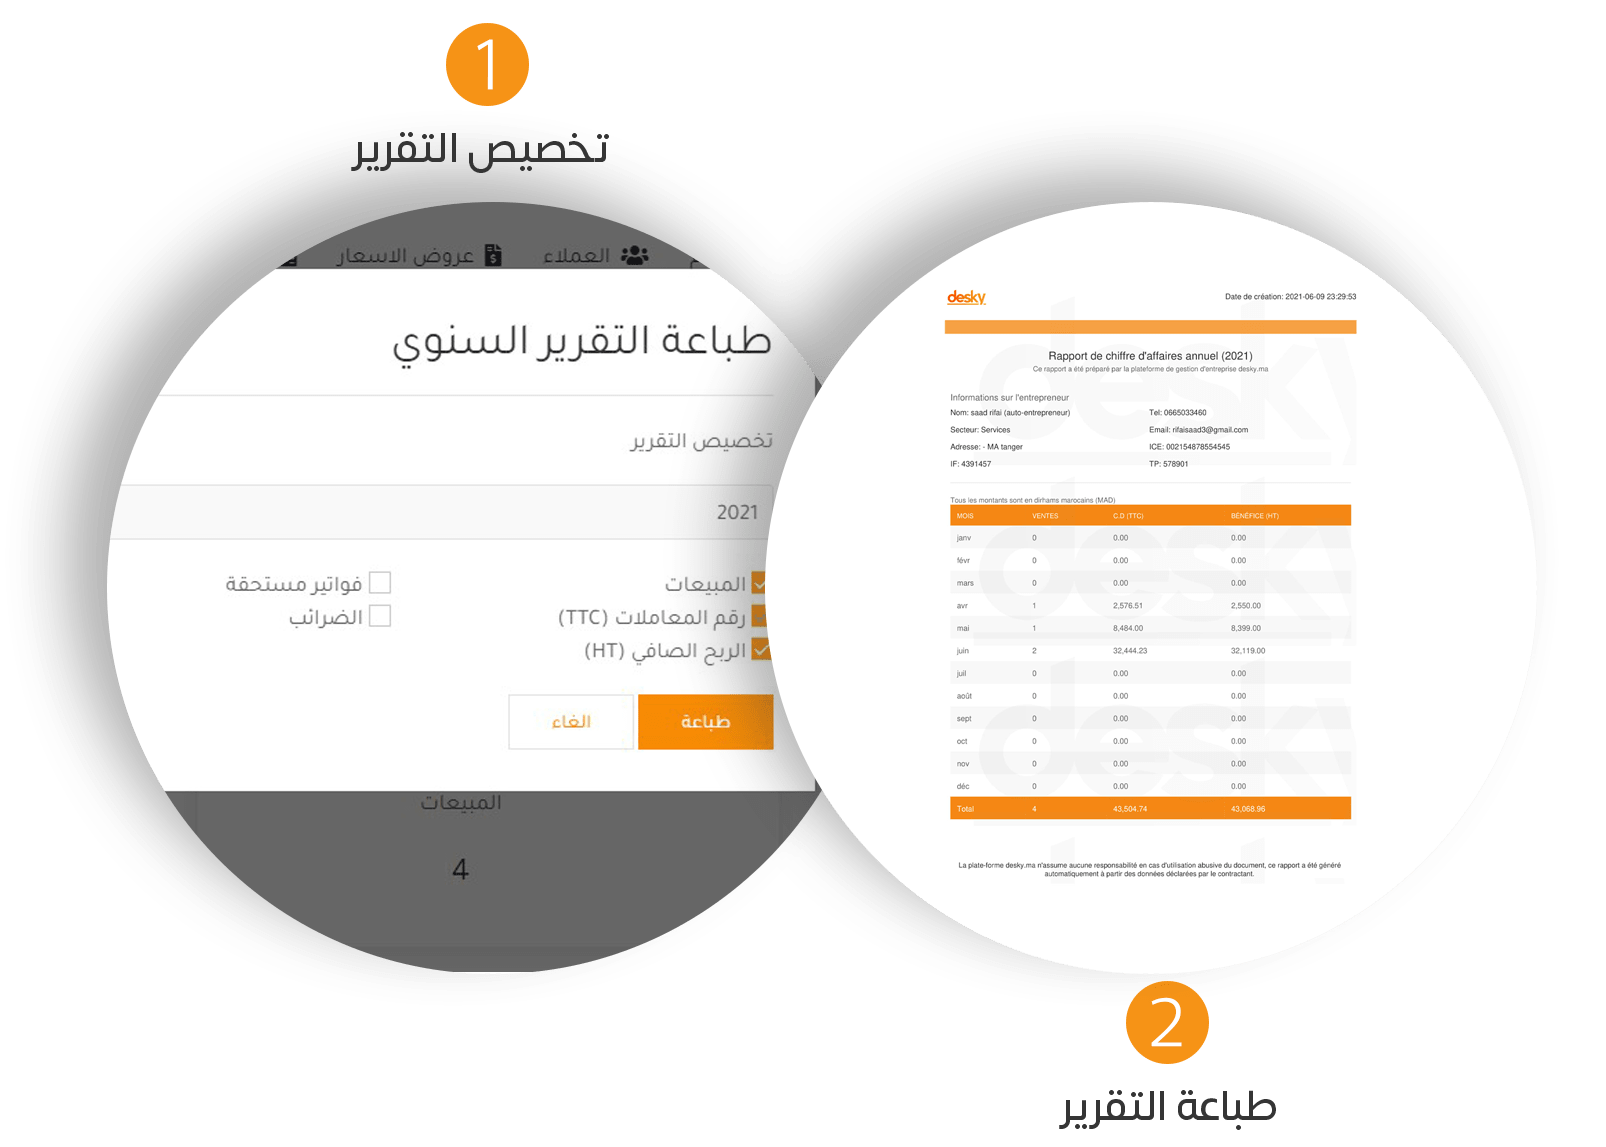 1
تخصيص التقرير
العملاء
عروض الاسعار
طباعة التقرير السنوي
تخصيص التقرير
2021
المبيعات
فواتير مستحقة
رقم المعاملات (TTC)
الضرائب
الربح الصافي (HT)
طباعة
الغاء
المبيعات
4
desky
Date de création: 2021-06-09 23:29:53
Rapport de chiffre d'affaires annuel (2021)
Ce rapport a été préparé par la plateforme de gestion d'entreprise desky.ma
Informations sur l'entrepreneur
Nom: saad rifai (auto-entrepreneur)
Tel: 0665033460
Secteur: Services
Email: rifaisaad3@gmail.com
Adresse: - MA tanger
ICE: 002154878554545
IF: 4391457
TP: 578901
Tous les montants sont en dirhams marocains (MAD)
MOIS VENTES C.D (TTC) BÉNÉFICE (HT)
janv 0 0.00 0.00
févr 0 0.00 0.00
mars 0 0.00 0.00
avr 1 2,576.51 2,550.00
mai 1 8,484.00 8,399.00
juin 2 32,444.23 32,119.00
juil 0 0.00 0.00
août 0 0.00 0.00
sept 0 0.00 0.00
oct 0 0.00 0.00
nov 0 0.00 0.00
déc 0 0.00 0.00
Total 4 43,504.74 43,068.96
La plate-forme desky.ma n'assume aucune responsabilité en cas d'utilisation abusive du document, ce rapport a été généré
automatiquement à partir des données déclarées par le contractant.
desky
desky
desky
2
طباعة التقرير